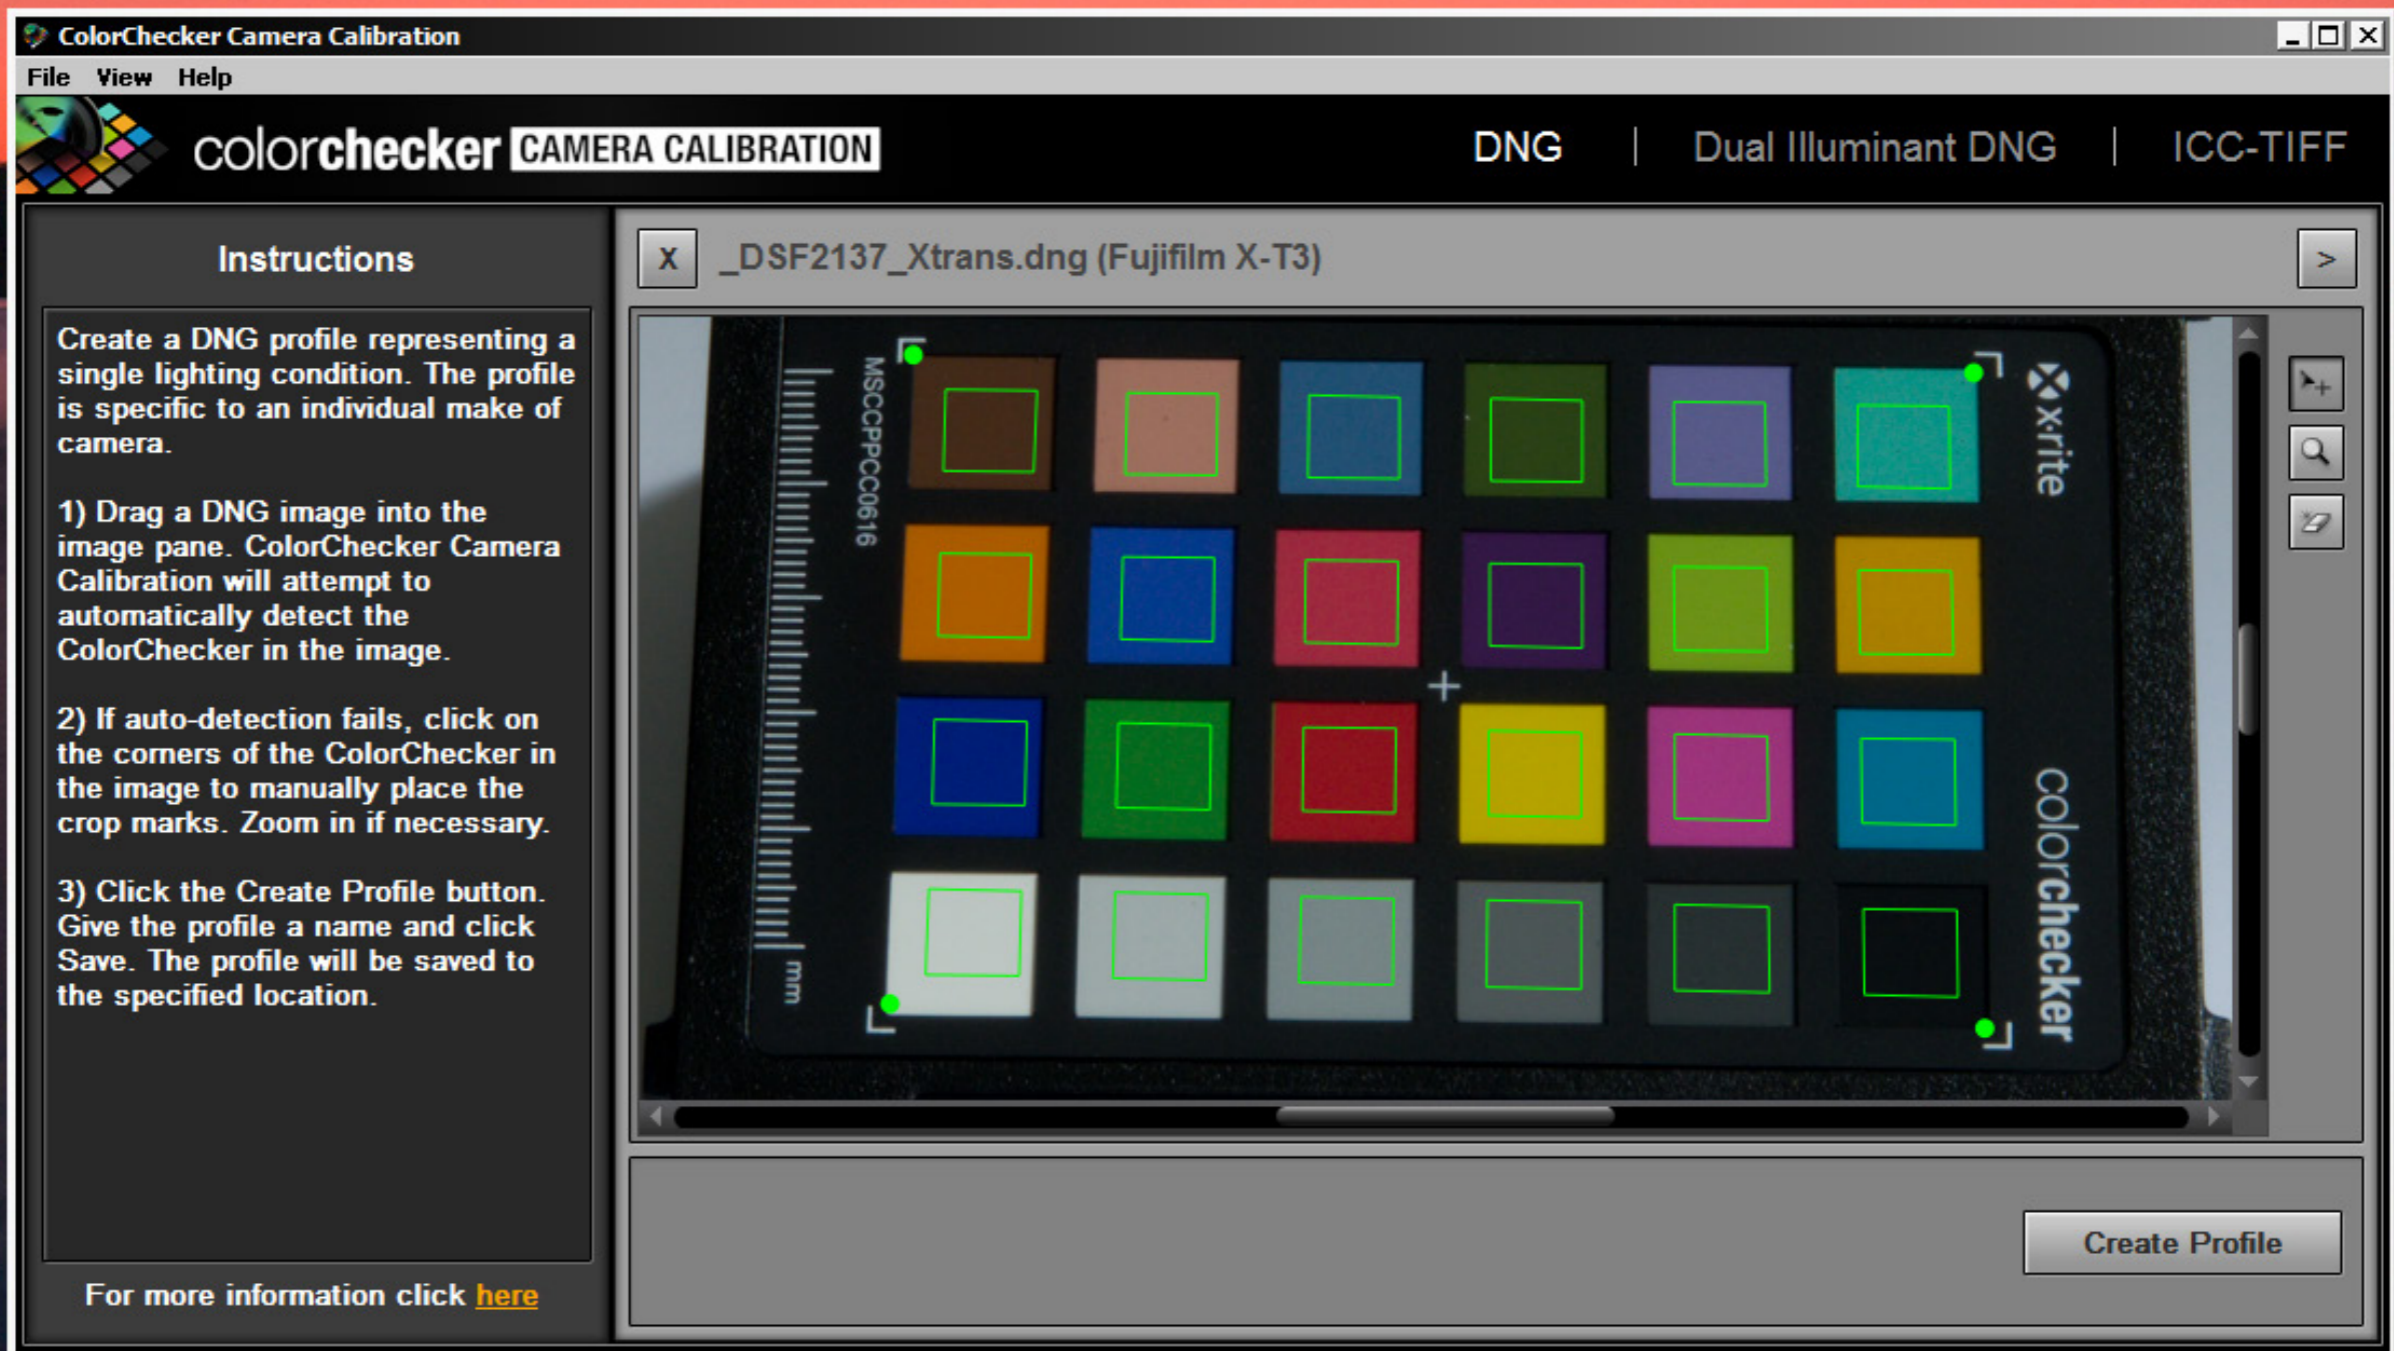 ColorChecker Camera Calibration
File View Help
colorchecker CAMERA CALIBRATION
DNG | Dual Illuminant DNG | ICC-TIFF
Instructions
Create a DNG profile representing a
single lighting condition. The profile
is specific to an individual make of
camera.
1) Drag a DNG image into the
image pane. ColorChecker Camera
Calibration will attempt to
automatically detect the
ColorChecker in the image.
2) If auto-detection fails, click on
the corners of the ColorChecker in
the image to manually place the
crop marks. Zoom in if necessary.
3) Click the Create Profile button.
Give the profile a name and click
Save. The profile will be saved to
the specified location.
For more information click here
X _DSF2137_Xtrans.dng (Fujifilm X-T3) >
MSCCPPCC0616
mm
x·rite
colorchecker
Create Profile